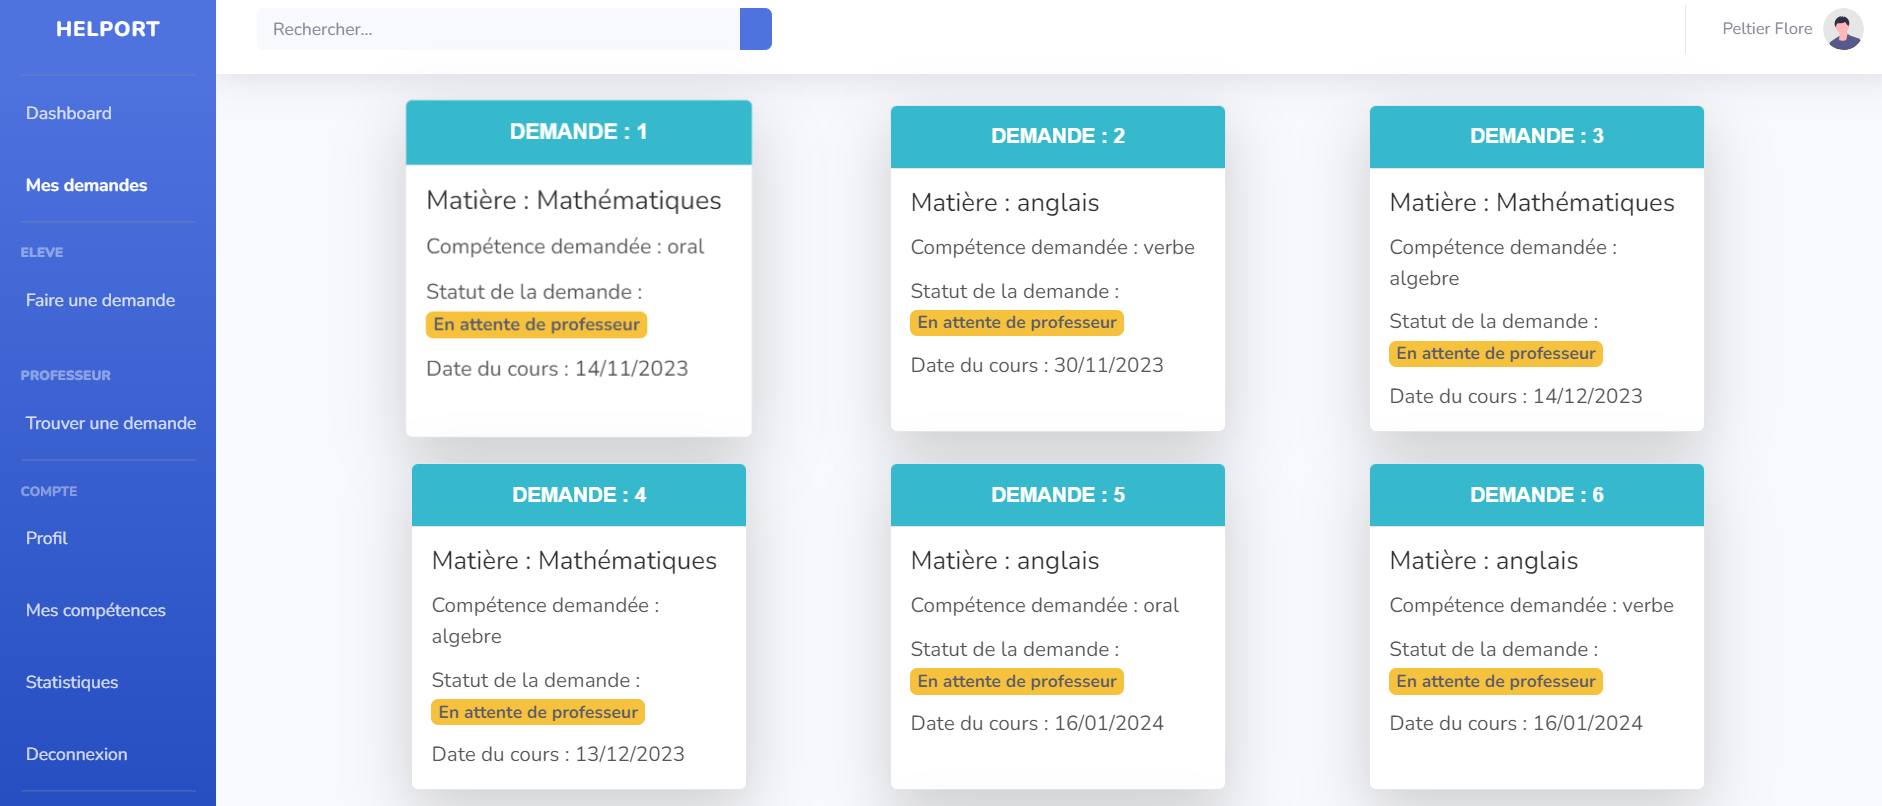 HELPORT
Dashboard
Mes demandes
ELEVE
Faire une demande
PROFESSEUR
Trouver une demande
COMPTE
Profil
Mes compétences
Statistiques
Deconnexion
Rechercher...
Peltier Flore
DEMANDE : 1
Matière : Mathématiques
Compétence demandée : oral
Statut de la demande :
En attente de professeur
Date du cours : 14/11/2023
DEMANDE : 2
Matière : anglais
Compétence demandée : verbe
Statut de la demande :
En attente de professeur
Date du cours : 30/11/2023
DEMANDE : 3
Matière : Mathématiques
Compétence demandée :
algebre
Statut de la demande :
En attente de professeur
Date du cours : 14/12/2023
DEMANDE : 4
Matière : Mathématiques
Compétence demandée :
algebre
Statut de la demande :
En attente de professeur
Date du cours : 13/12/2023
DEMANDE : 5
Matière : anglais
Compétence demandée : oral
Statut de la demande :
En attente de professeur
Date du cours : 16/01/2024
DEMANDE : 6
Matière : anglais
Compétence demandée : verbe
Statut de la demande :
En attente de professeur
Date du cours : 16/01/2024